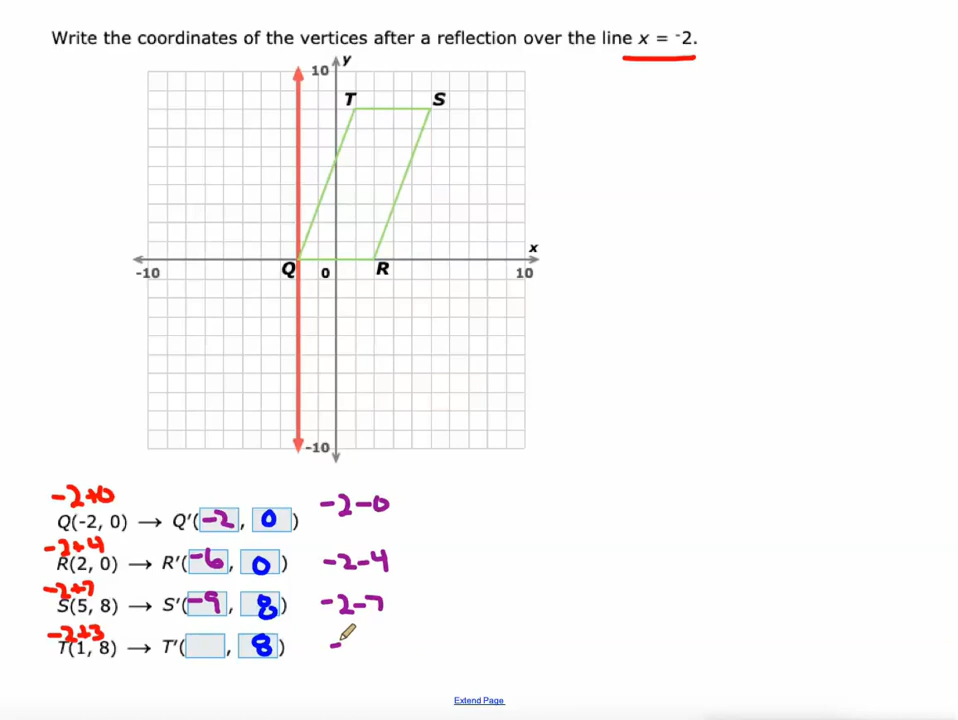 Write the coordinates of the vertices after a reflection over the line x = -2.
10 y
T S
x
-10 Q 0 R 10
-10
-2+0
Q(-2, 0) → Q'(-2, 0) -2-0
-2+4
R(2, 0) → R'(-6, 0) -2-4
-2+7
S(5, 8) → S'(-9, 8) -2-7
-2+3
T(1, 8) → T'( , 8) -
Extend Page